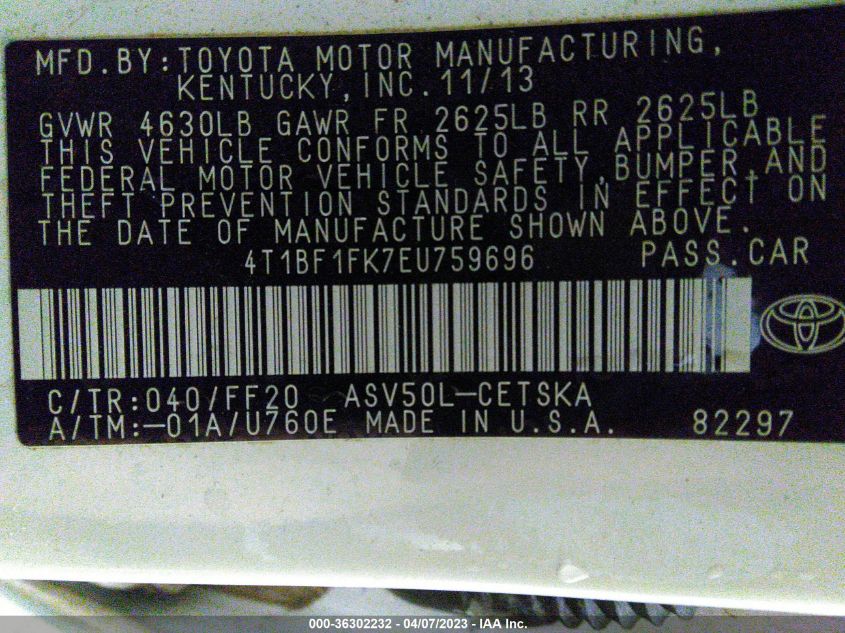 MFD.BY:TOYOTA MOTOR MANUFACTURING,
KENTUCKY,INC.11/13
GVWR 4630LB GAWR FR 2625LB RR 2625LB
THIS VEHICLE CONFORMS TO ALL APPLICABLE
FEDERAL MOTOR VEHICLE SAFETY,BUMPER,AND
THEFT PREVENTION STANDARDS IN EFFECT ON
THE DATE OF MANUFACTURE SHOWN ABOVE.
4T1BF1FK7EU759696 PASS.CAR
C/TR:040/FF20 ASV50L-CETSKA
A/TM:-01A/U760E MADE IN U.S.A. 82297
000-36302232 - 04/07/2023 - IAA Inc.